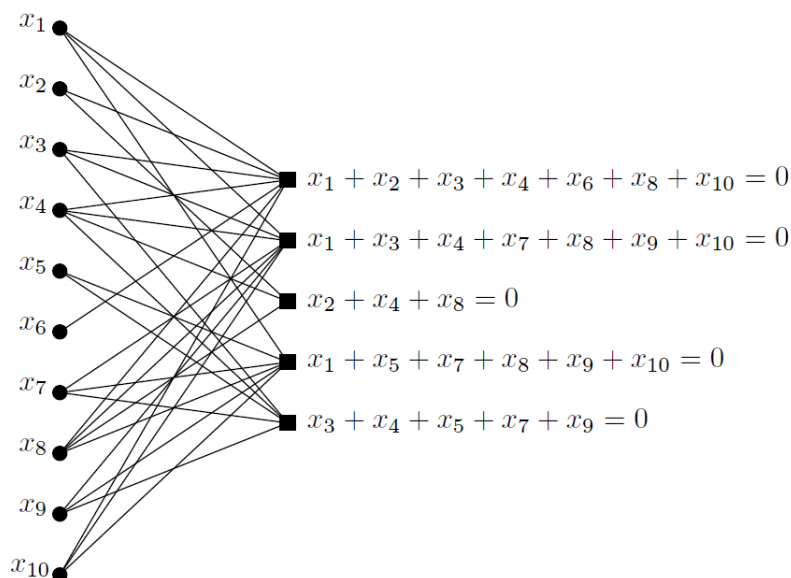 x₁
x₂
x₃
x₄
x₅
x₆
x₇
x₈
x₉
x₁₀
x₁ + x₂ + x₃ + x₄ + x₆ + x₈ + x₁₀ = 0
x₁ + x₃ + x₄ + x₇ + x₈ + x₉ + x₁₀ = 0
x₂ + x₄ + x₈ = 0
x₁ + x₅ + x₇ + x₈ + x₉ + x₁₀ = 0
x₃ + x₄ + x₅ + x₇ + x₉ = 0